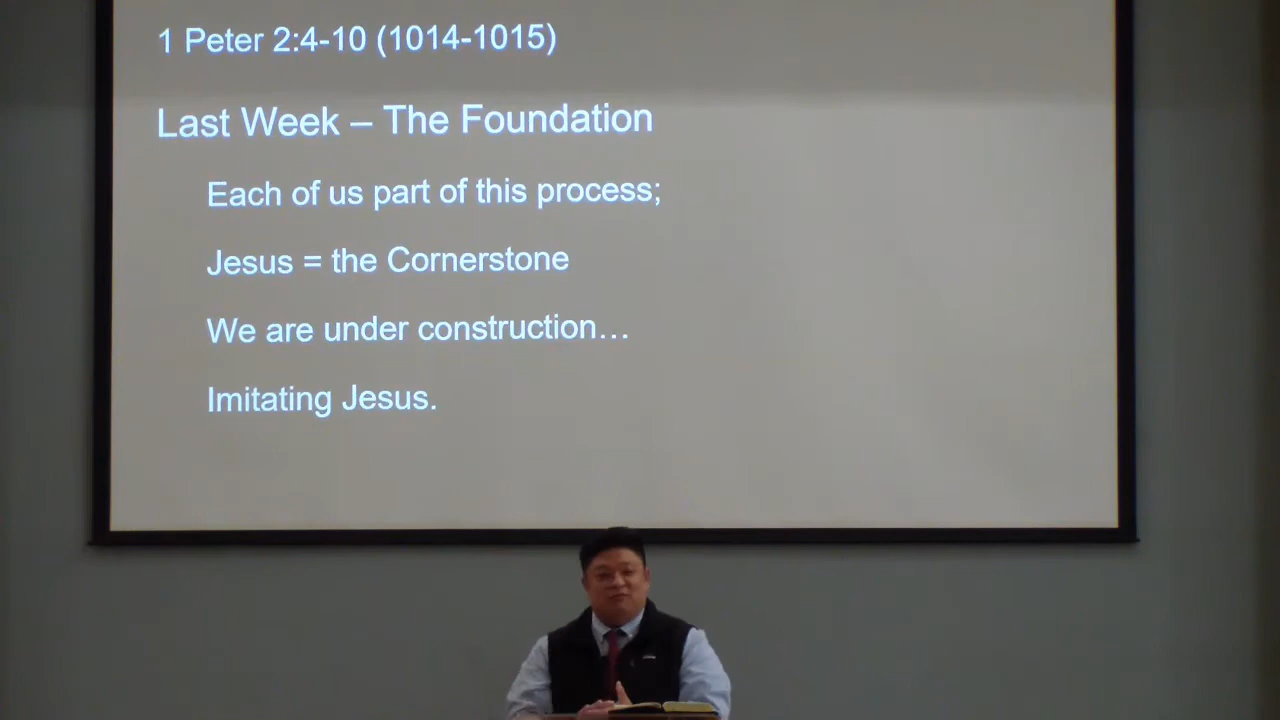 1 Peter 2:4-10 (1014-1015)
Last Week – The Foundation
Each of us part of this process;
Jesus = the Cornerstone
We are under construction…
Imitating Jesus.